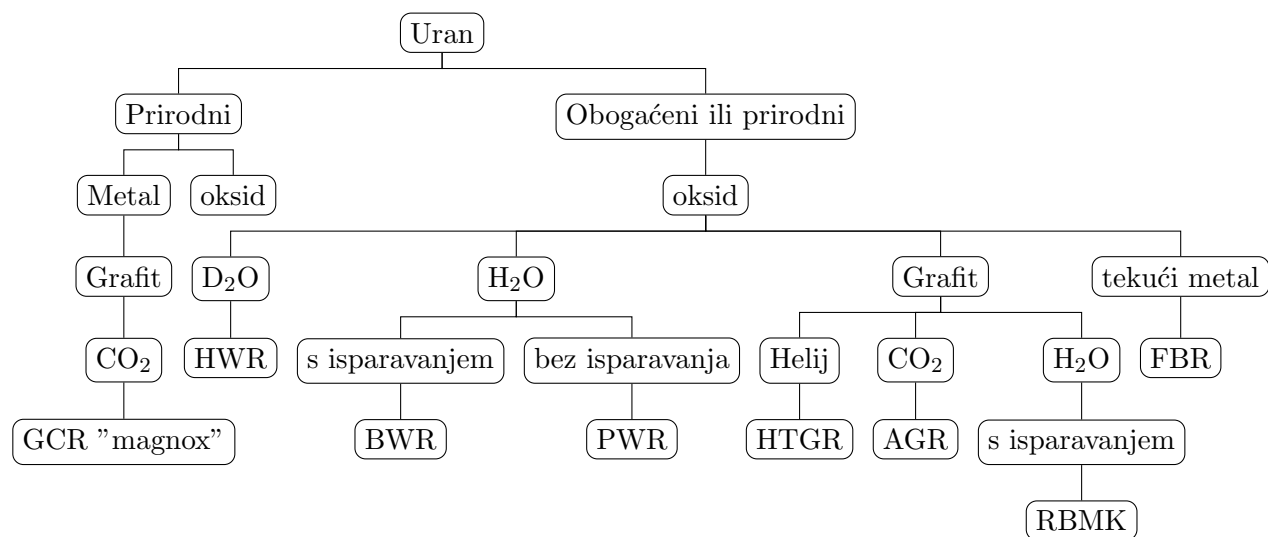 Uran
Prirodni
Obogaćeni ili prirodni
Metal
oksid
oksid
Grafit
D₂O
H₂O
Grafit
tekući metal
CO₂
HWR
s isparavanjem
bez isparavanja
Helij
CO₂
H₂O
FBR
GCR ”magnox”
BWR
PWR
HTGR
AGR
s isparavanjem
RBMK